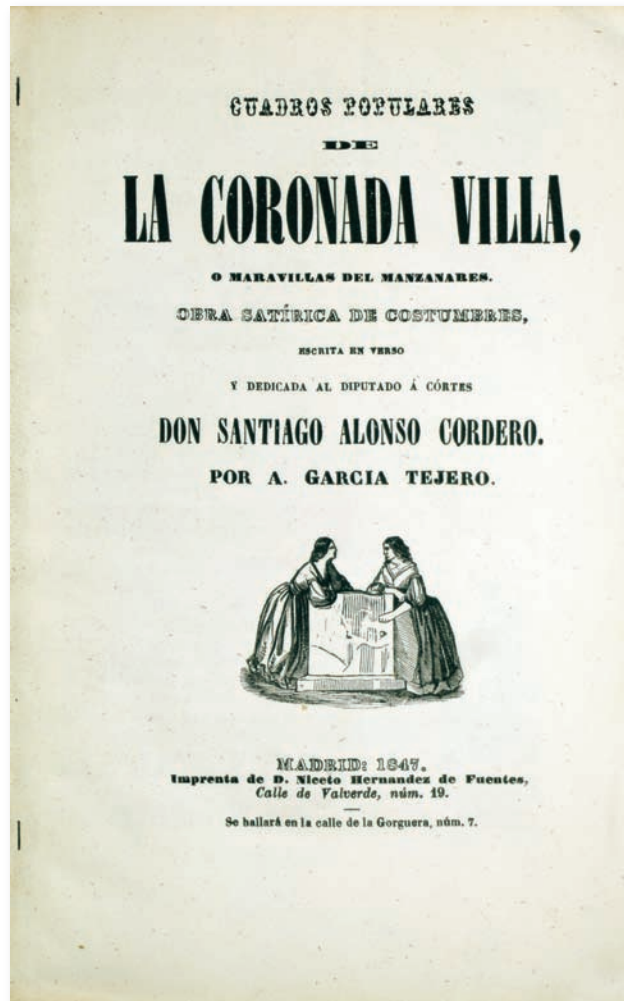 CUADROS POPULARES
DE
LA CORONADA VILLA,
O MARAVILLAS DEL MANZANARES.
OBRA SATÍRICA DE COSTUMBRES,
ESCRITA EN VERSO
Y DEDICADA AL DIPUTADO Á CÓRTES
DON SANTIAGO ALONSO CORDERO.
POR A. GARCIA TEJERO.
MADRID: 1847.
Imprenta de D. Niceto Hernandez de Fuentes,
Calle de Valverde, núm. 19.
Se hallará en la calle de la Gorguera, núm. 7.